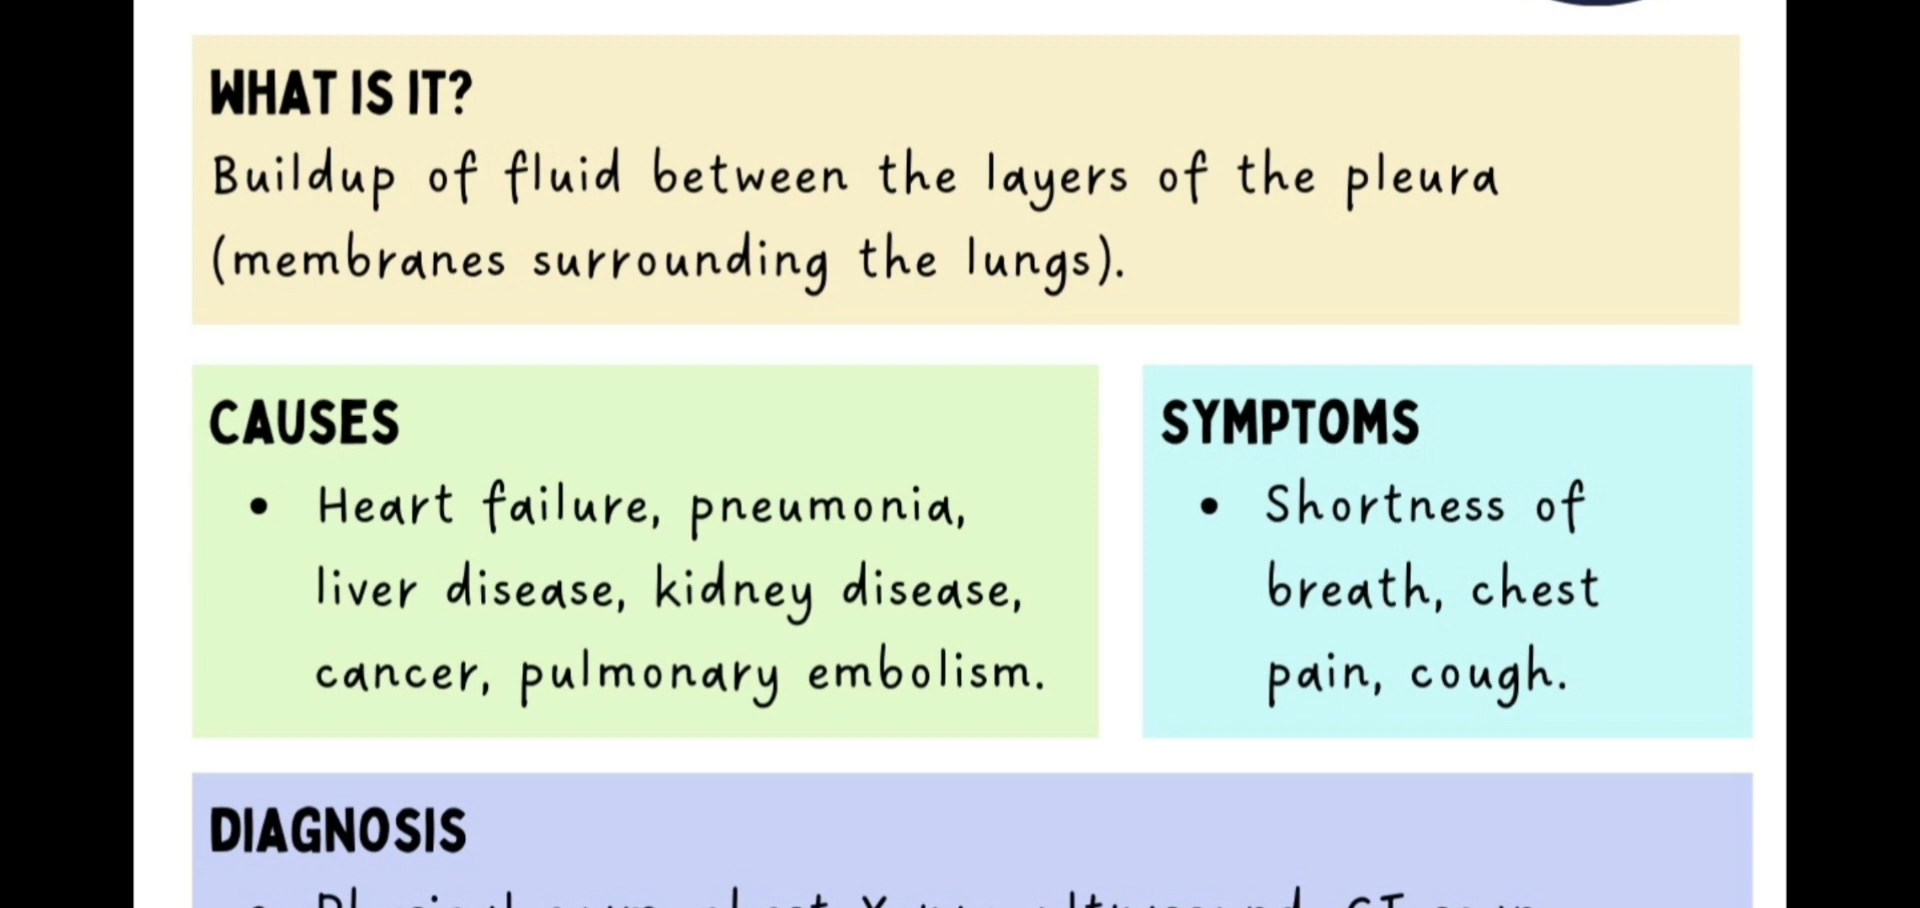 WHAT IS IT?
Buildup of fluid between the layers of the pleura
(membranes surrounding the lungs).
CAUSES
• Heart failure, pneumonia,
liver disease, kidney disease,
cancer, pulmonary embolism.
SYMPTOMS
• Shortness of
breath, chest
pain, cough.
DIAGNOSIS